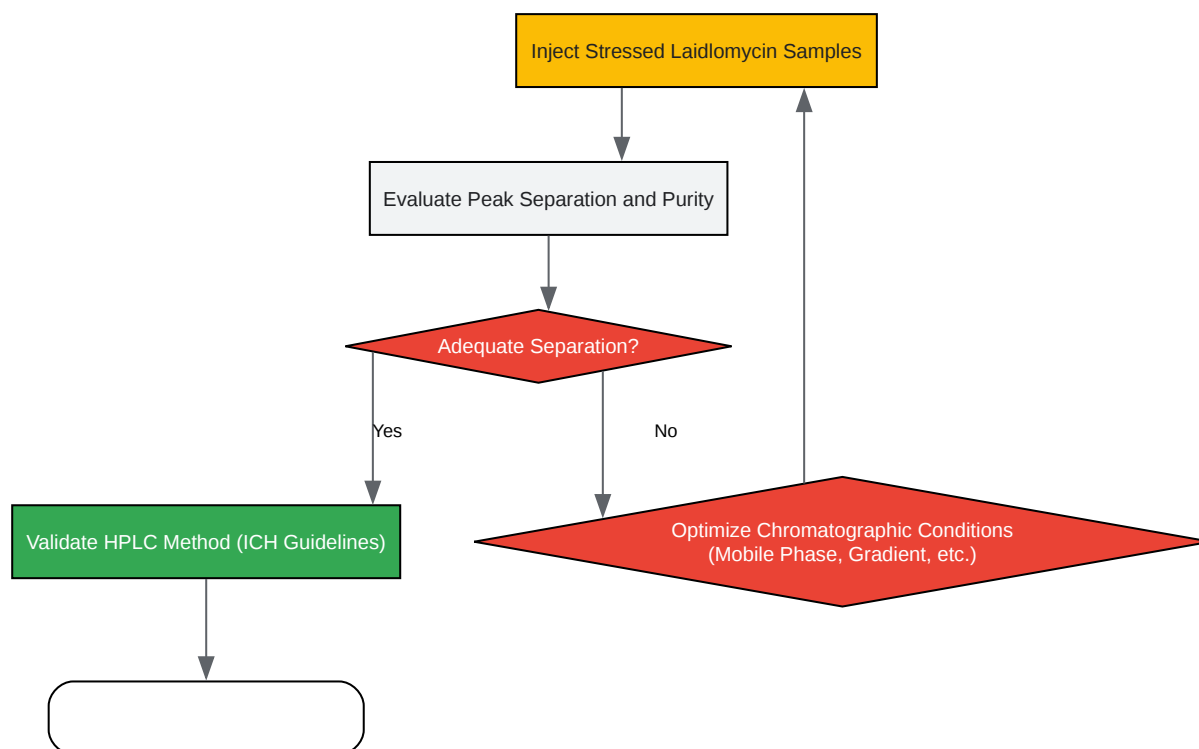 Inject Stressed Laidlomycin Samples
Evaluate Peak Separation and Purity
Adequate Separation?
Yes
No
Validate HPLC Method (ICH Guidelines)
Optimize Chromatographic Conditions
(Mobile Phase, Gradient, etc.)